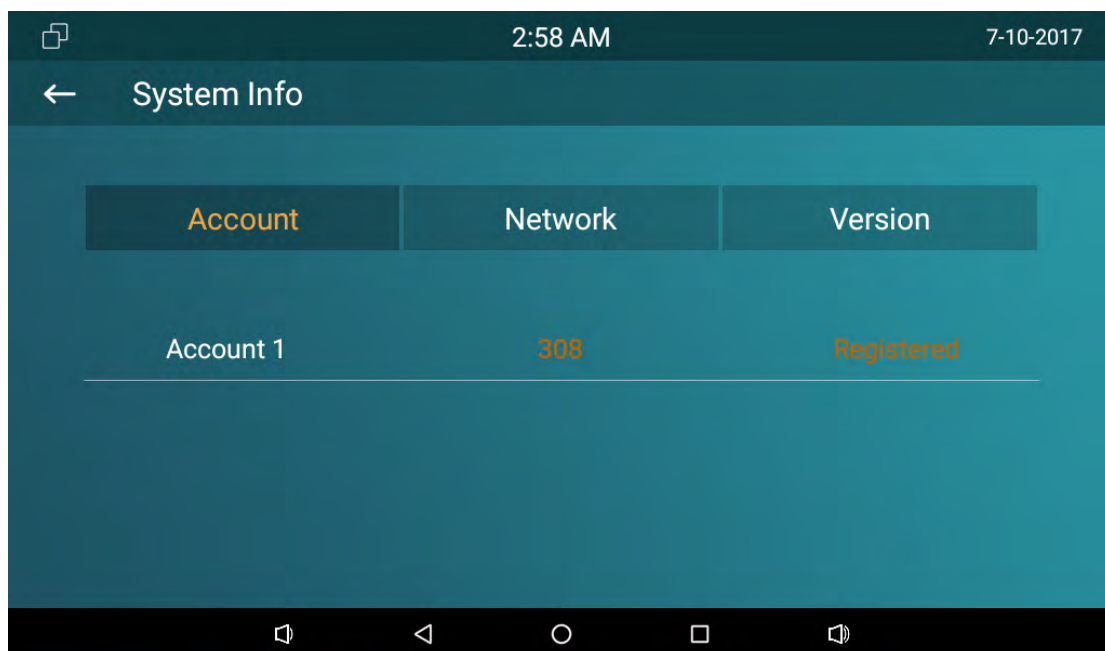 2:58 AM 7-10-2017
System Info
Account Network Version
Account 1 308 Registered